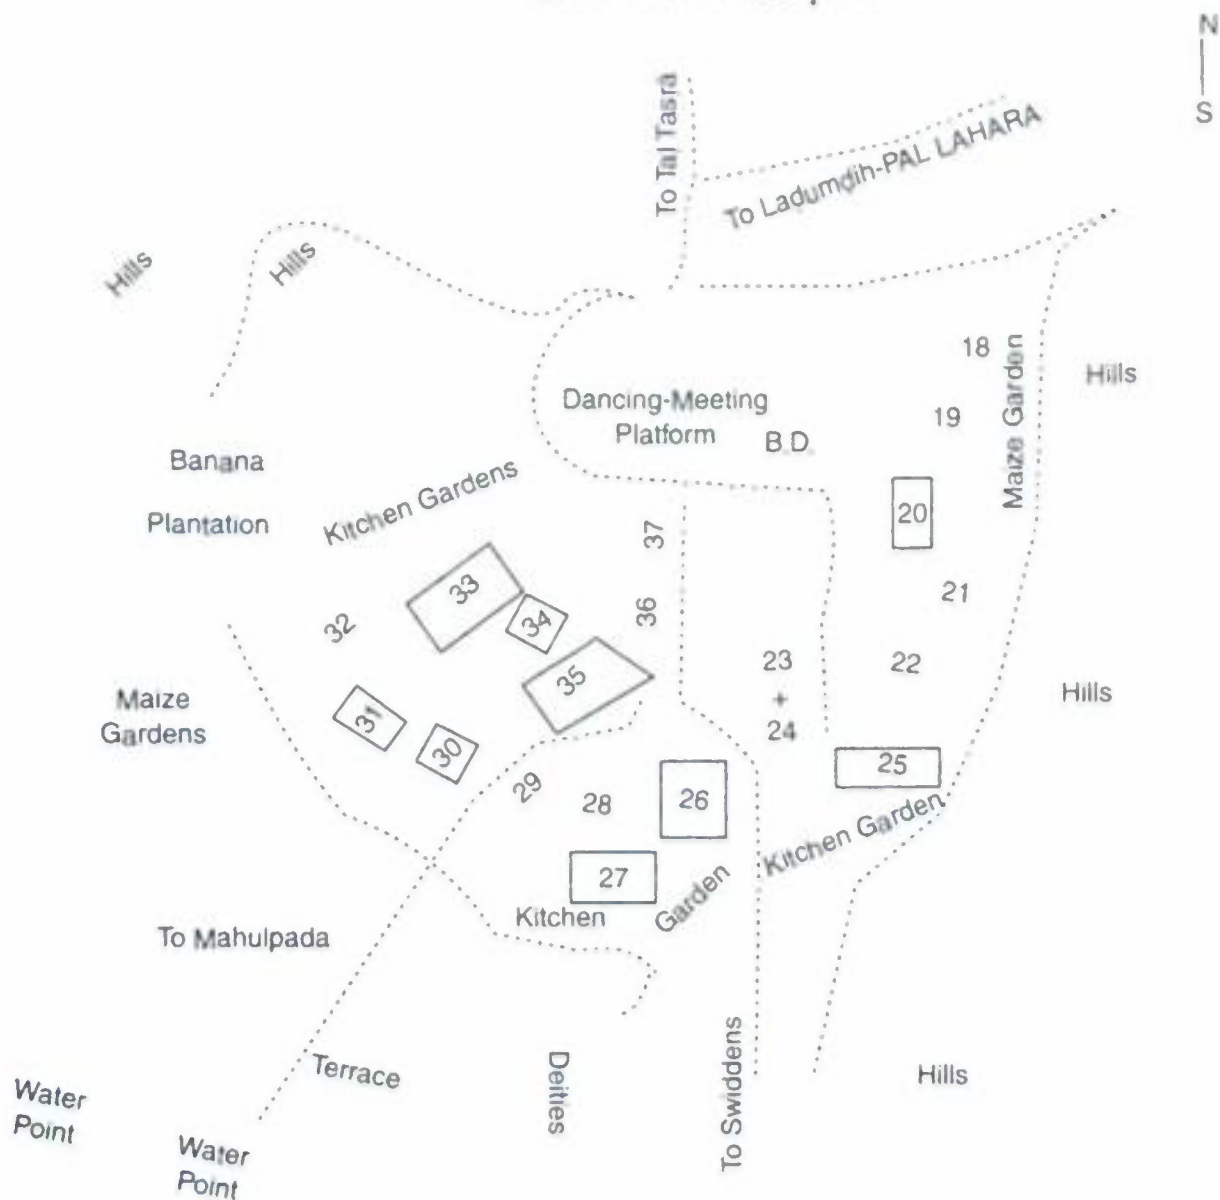 N
S
To Tal Tasra
To Ladumdih-PAL LAHARA
Hills
Hills
18
Maize Garden
Hills
Dancing-Meeting
Platform
B.D.
19
Banana
Plantation
Kitchen Gardens
20
37
33
34
36
21
32
35
23
+
24
22
Hills
Maize
Gardens
31
30
29
28
26
25
Kitchen Garden
27
Kitchen
Garden
To Mahulpada
Terrace
Deities
To Swiddens
Hills
Water
Point
Water
Point